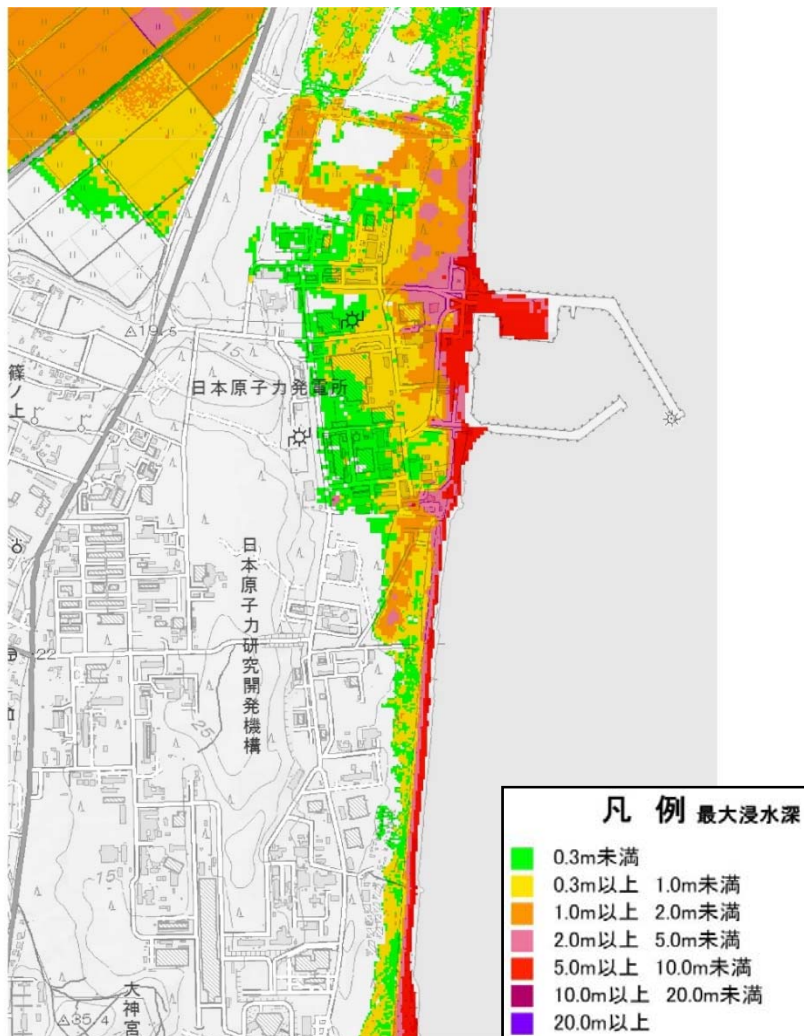 △19.5
15
日本原子力発電所
篠ノ上
日本原子力研究開発機構
22
25
15
大神宮
△35.4
凡 例 最大浸水深
0.3m未満
0.3m以上 1.0m未満
1.0m以上 2.0m未満
2.0m以上 5.0m未満
5.0m以上 10.0m未満
10.0m以上 20.0m未満
20.0m以上